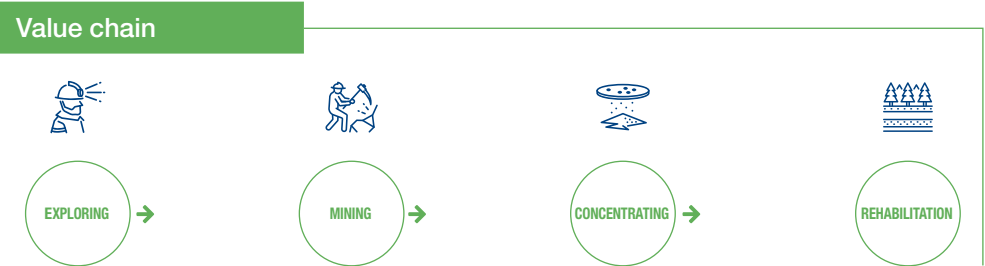 Value chain
EXPLORING
MINING
CONCENTRATING
REHABILITATION